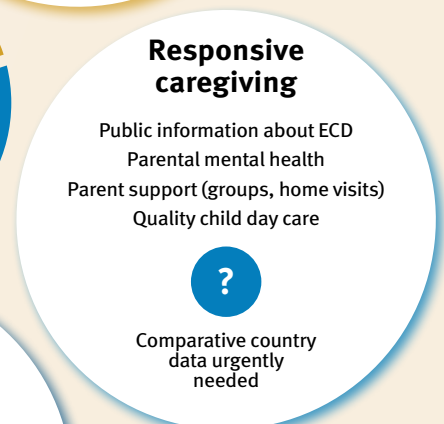 Responsive
caregiving
Public information about ECD
Parental mental health
Parent support (groups, home visits)
Quality child day care
?
Comparative country
data urgently
needed